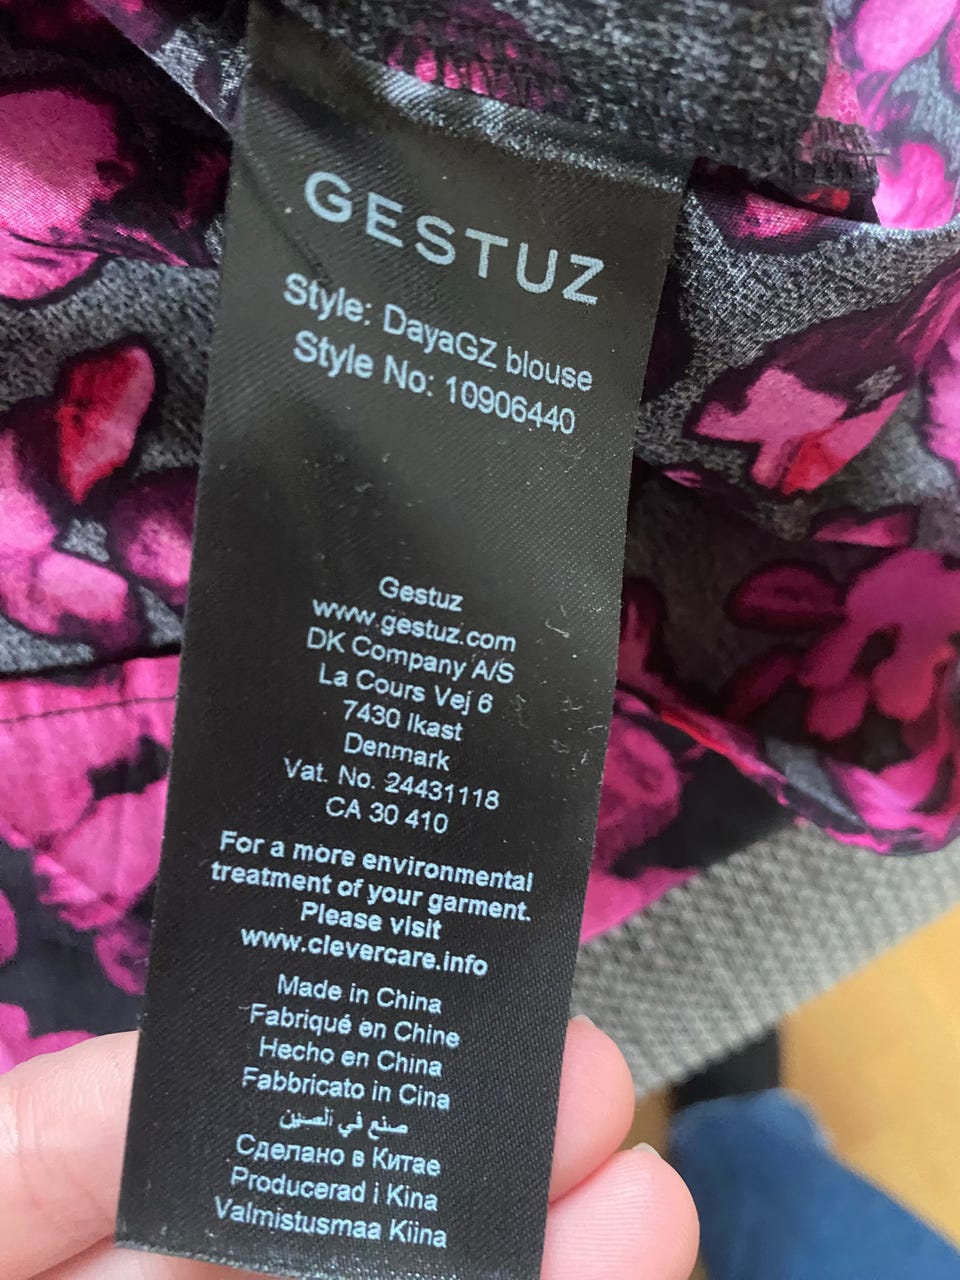 GESTUZ
Style: DayaGZ blouse
Style No: 10906440
Gestuz
www.gestuz.com
DK Company A/S
La Cours Vej 6
7430 Ikast
Denmark
Vat. No. 24431118
CA 30 410
For a more environmental
treatment of your garment.
Please visit
www.clevercare.info
Made in China
Fabriqué en Chine
Hecho en China
Fabbricato in Cina
صنع في الصين
Сделано в Китае
Producerad i Kina
Valmistusmaa Kiina